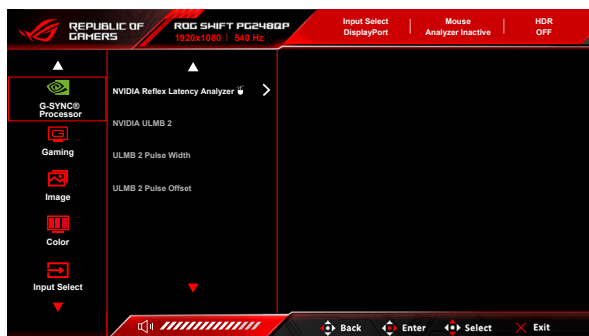 REPUBLIC OF
GAMERS
ROG SWIFT PG248QP
1920x1080 | 540 Hz
Input Select
DisplayPort
Mouse
Analyzer Inactive
HDR
OFF
G-SYNC®
Processor
Gaming
Image
Color
Input Select
NVIDIA Reflex Latency Analyzer
NVIDIA ULMB 2
ULMB 2 Pulse Width
ULMB 2 Pulse Offset
Back
Enter
Select
Exit